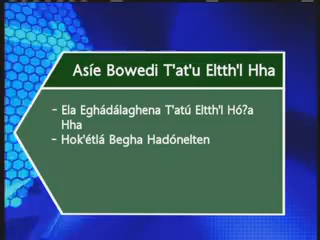 Asíe Bowedi T'at'u Eltth'l Hha
- Ela Eghádálaghena T'atú Eltth'l Hó?a
Hha
- Hok'étlá Begha Hadónelten